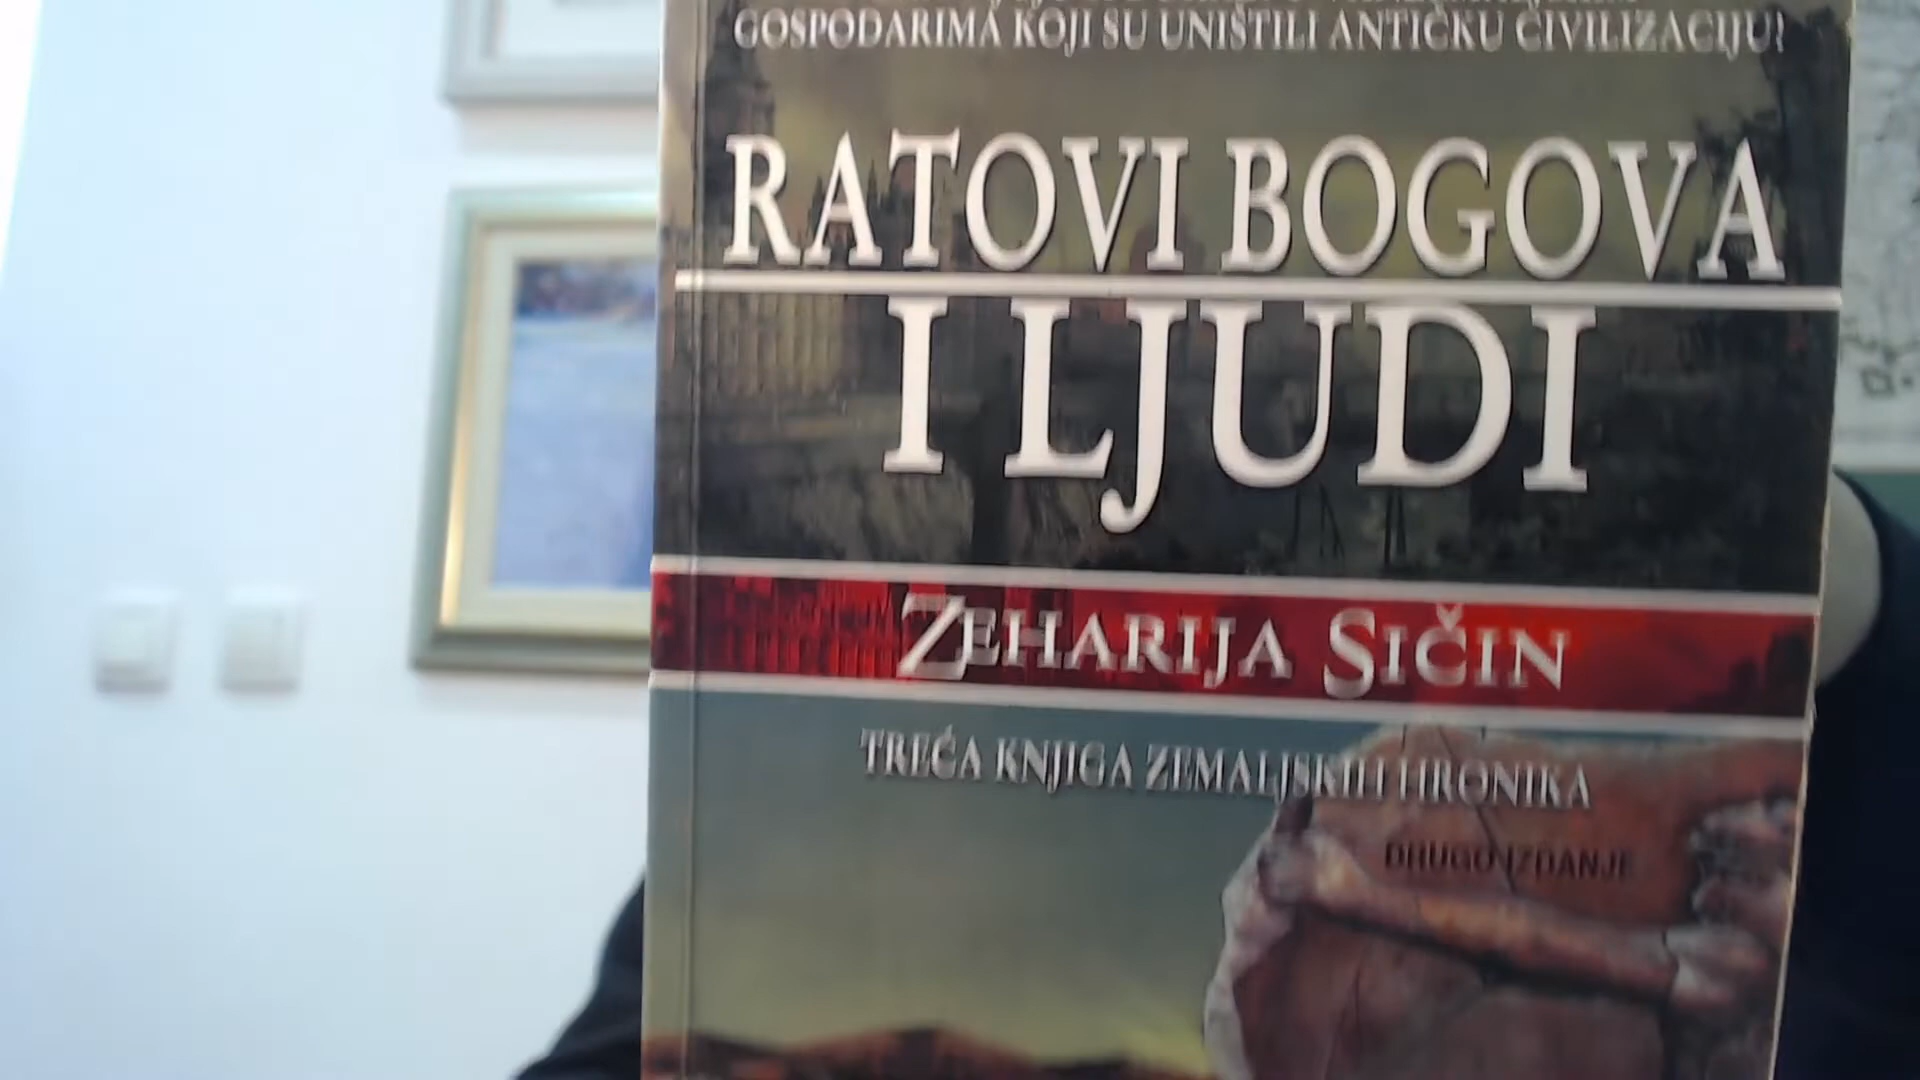 GOSPODARIMA KOJI SU UNIŠTILI ANTIČKU CIVILIZACIJU?
RATOVI BOGOVA
I LJUDI
ZEHARIJA SIČIN
TREĆA KNJIGA ZEMALJSKIH HRONIKA
DRUGO IZDANJE